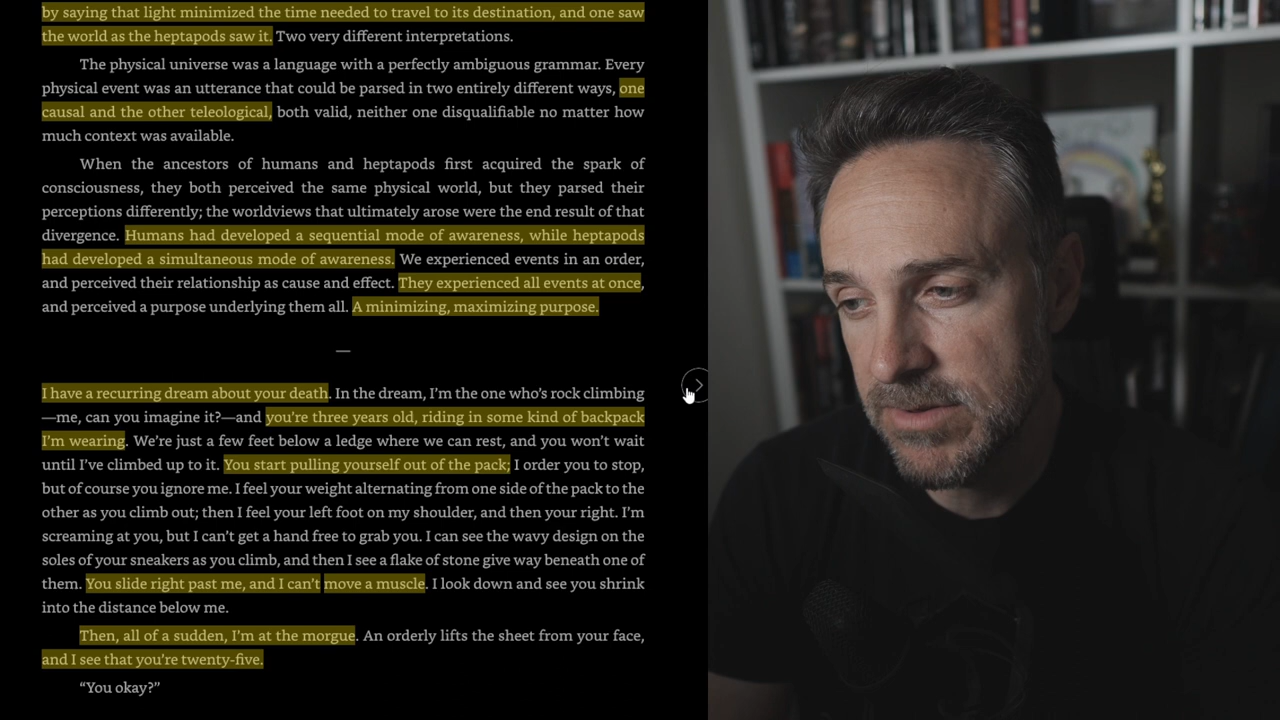 by saying that light minimized the time needed to travel to its destination, and one saw
the world as the heptapods saw it. Two very different interpretations.
The physical universe was a language with a perfectly ambiguous grammar. Every
physical event was an utterance that could be parsed in two entirely different ways, one
causal and the other teleological, both valid, neither one disqualifiable no matter how
much context was available.
When the ancestors of humans and heptapods first acquired the spark of
consciousness, they both perceived the same physical world, but they parsed their
perceptions differently; the worldviews that ultimately arose were the end result of that
divergence. Humans had developed a sequential mode of awareness, while heptapods
had developed a simultaneous mode of awareness. We experienced events in an order,
and perceived their relationship as cause and effect. They experienced all events at once,
and perceived a purpose underlying them all. A minimizing, maximizing purpose.
—
I have a recurring dream about your death. In the dream, I’m the one who’s rock climbing
—me, can you imagine it?—and you’re three years old, riding in some kind of backpack
I’m wearing. We’re just a few feet below a ledge where we can rest, and you won’t wait
until I’ve climbed up to it. You start pulling yourself out of the pack; I order you to stop,
but of course you ignore me. I feel your weight alternating from one side of the pack to the
other as you climb out; then I feel your left foot on my shoulder, and then your right. I’m
screaming at you, but I can’t get a hand free to grab you. I can see the wavy design on the
soles of your sneakers as you climb, and then I see a flake of stone give way beneath one of
them. You slide right past me, and I can’t move a muscle. I look down and see you shrink
into the distance below me.
Then, all of a sudden, I’m at the morgue. An orderly lifts the sheet from your face,
and I see that you’re twenty-five.
“You okay?”